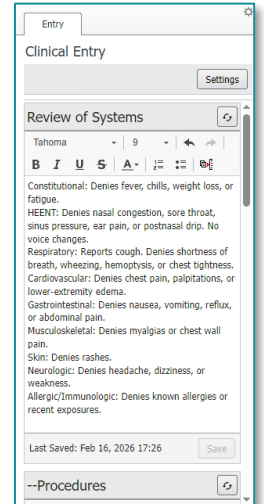 Entry
Clinical Entry
Settings
Review of Systems
Tahoma 9
B I U S A
Constitutional: Denies fever, chills, weight loss, or
fatigue.
HEENT: Denies nasal congestion, sore throat,
sinus pressure, ear pain, or postnasal drip. No
voice changes.
Respiratory: Reports cough. Denies shortness of
breath, wheezing, hemoptysis, or chest tightness.
Cardiovascular: Denies chest pain, palpitations, or
lower-extremity edema.
Gastrointestinal: Denies nausea, vomiting, reflux,
or abdominal pain.
Musculoskeletal: Denies myalgias or chest wall
pain.
Skin: Denies rashes.
Neurologic: Denies headache, dizziness, or
weakness.
Allergic/Immunologic: Denies known allergies or
recent exposures.
Last Saved: Feb 16, 2026 17:26 Save
--Procedures